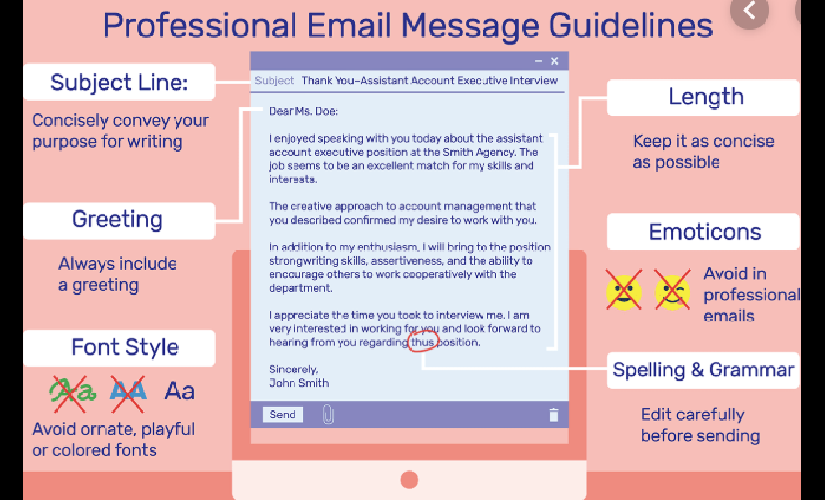 Professional Email Message Guidelines
Subject Line:
Concisely convey your
purpose for writing
Greeting
Always include
a greeting
Font Style
Aa AA Aa
Avoid ornate, playful
or colored fonts
Subject Thank You–Assistant Account Executive Interview
Dear Ms. Doe:
I enjoyed speaking with you today about the assistant
account executive position at the Smith Agency. The
job seems to be an excellent match for my skills and
interests.
The creative approach to account management that
you described confirmed my desire to work with you.
In addition to my enthusiasm, I will bring to the position
strongwriting skills, assertiveness, and the ability to
encourage others to work cooperatively with the
department.
I appreciate the time you took to interview me. I am
very interested in working for you and look forward to
hearing from you regarding thus position.
Sincerely,
John Smith
Send
Length
Keep it as concise
as possible
Emoticons
Avoid in
professional
emails
Spelling & Grammar
Edit carefully
before sending